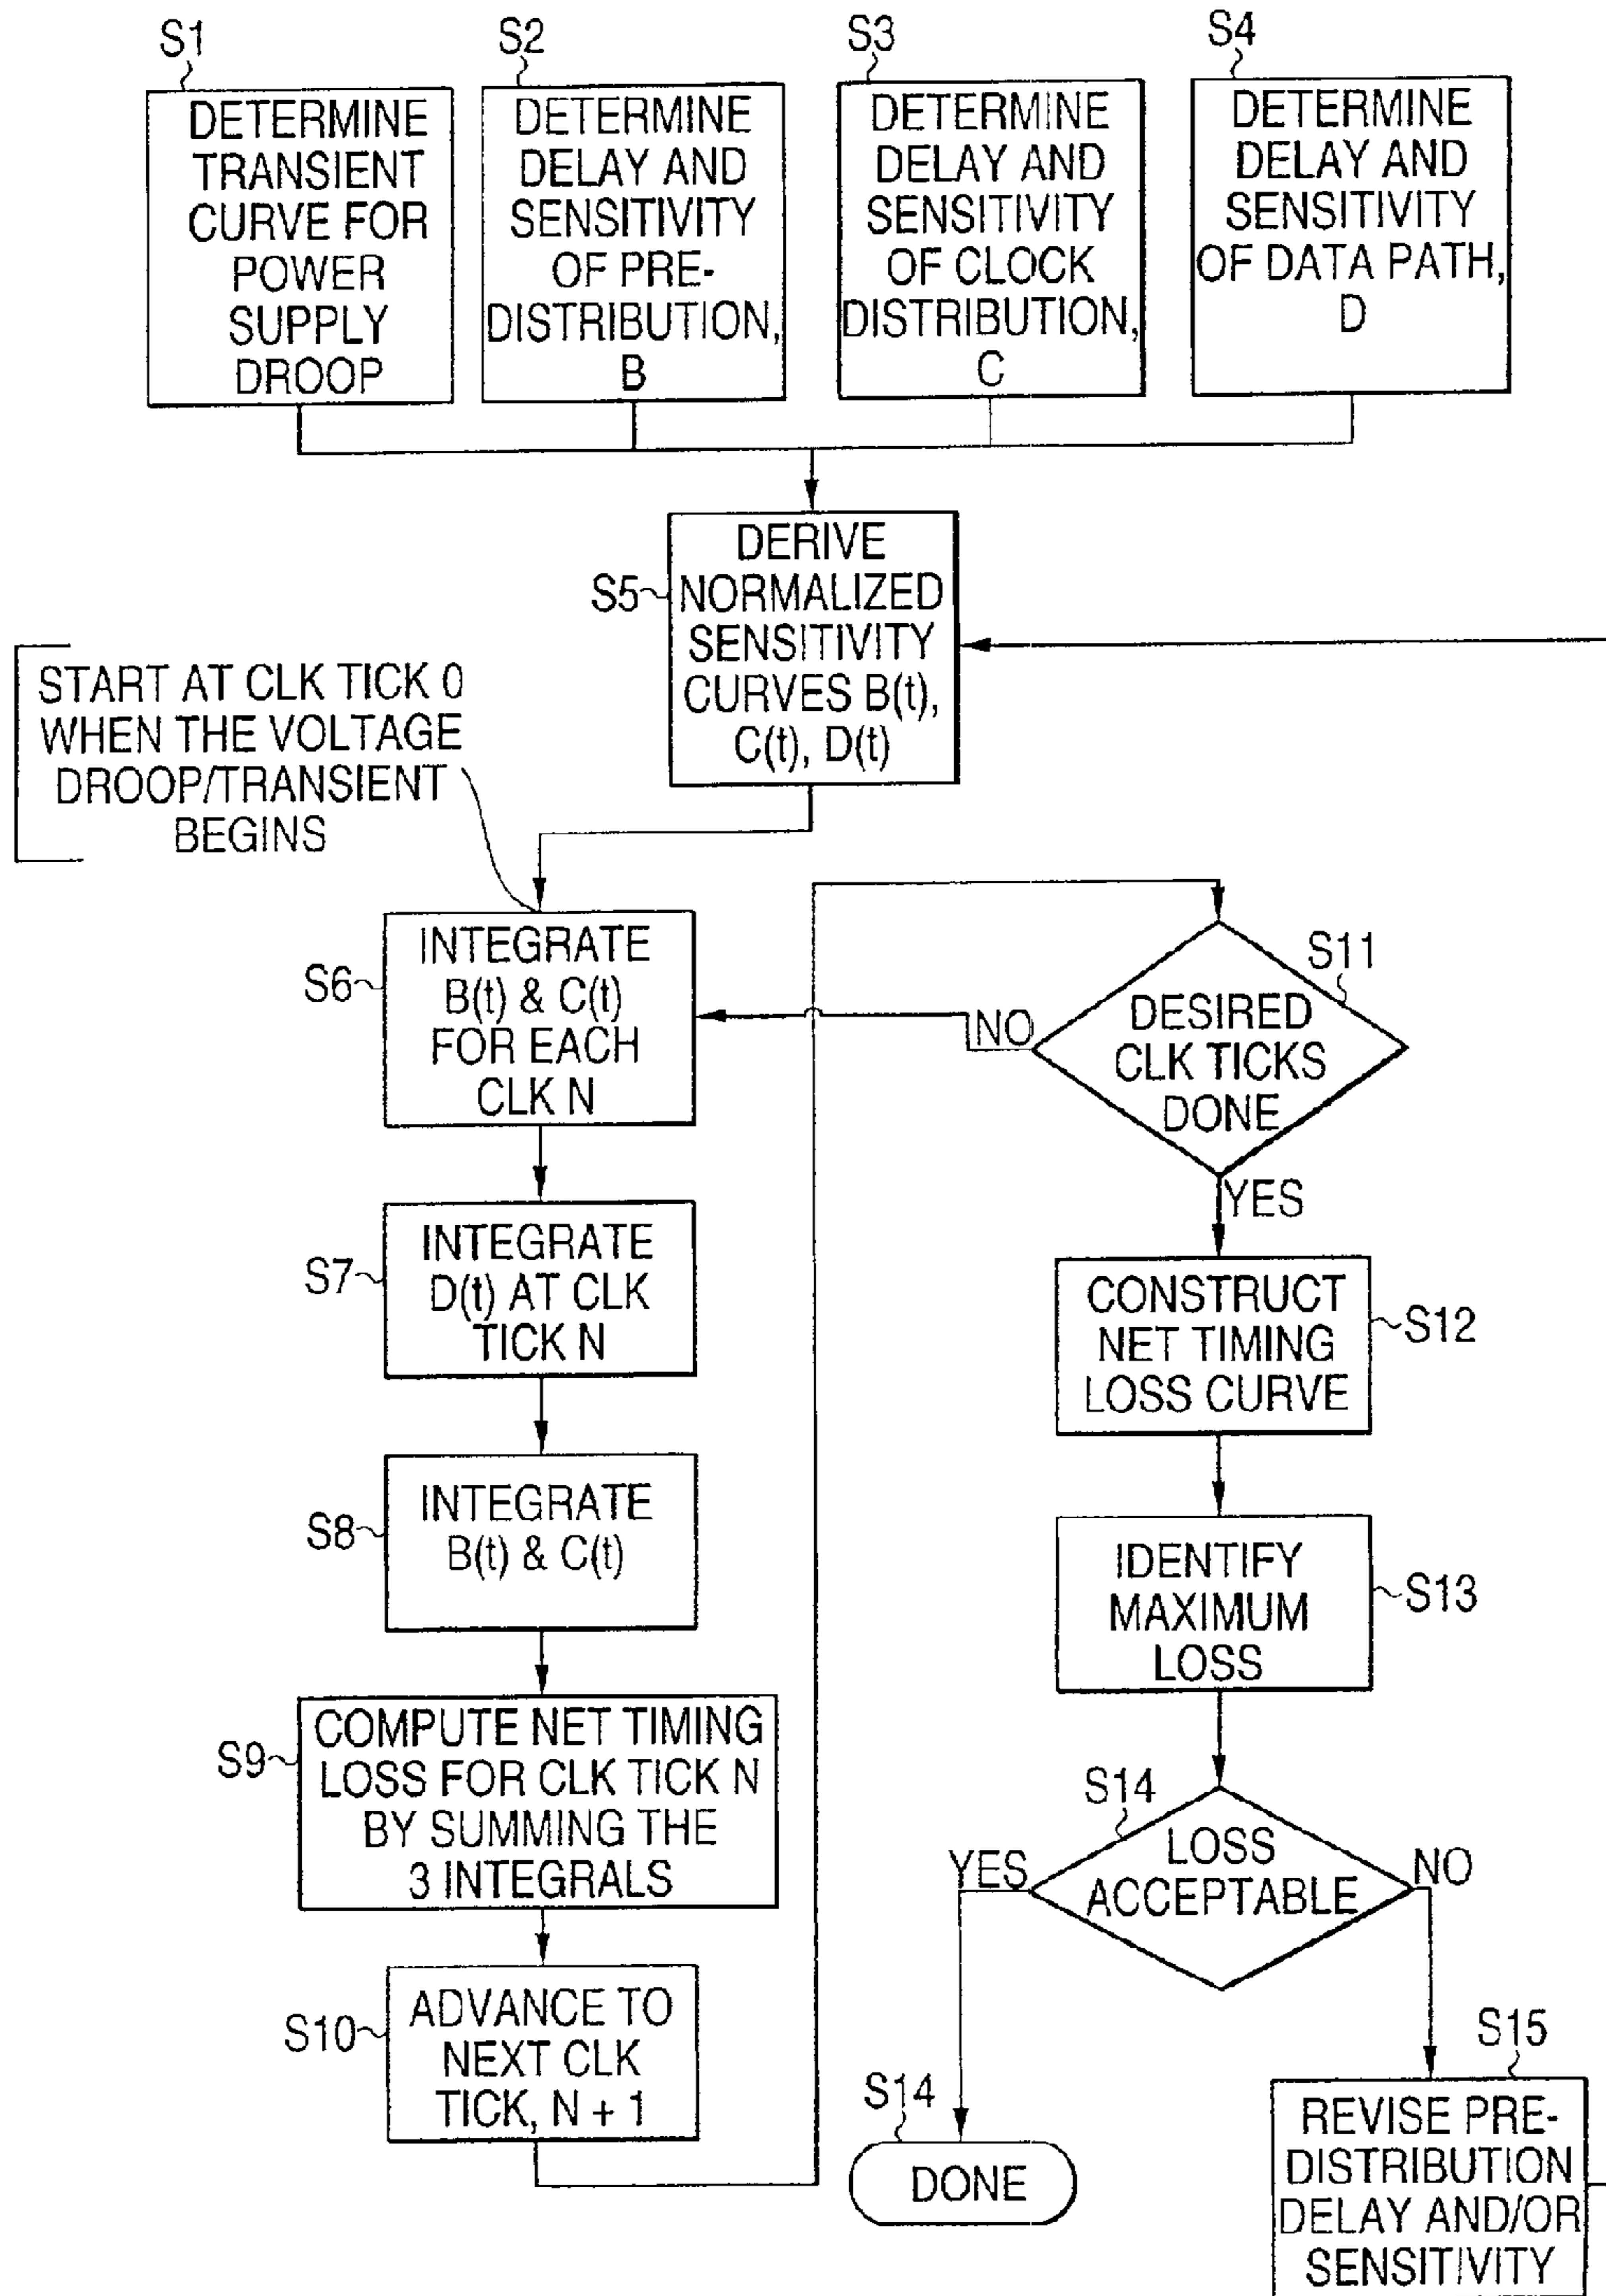 S1
DETERMINE
TRANSIENT
CURVE FOR
POWER
SUPPLY
DROOP
S2
DETERMINE
DELAY AND
SENSITIVITY
OF PRE-
DISTRIBUTION,
B
S3
DETERMINE
DELAY AND
SENSITIVITY
OF CLOCK
DISTRIBUTION,
C
S4
DETERMINE
DELAY AND
SENSITIVITY
OF DATA PATH,
D
S5
DERIVE
NORMALIZED
SENSITIVITY
CURVES B(t),
C(t), D(t)
START AT CLK TICK 0
WHEN THE VOLTAGE
DROOP/TRANSIENT
BEGINS
S6
INTEGRATE
B(t) & C(t)
FOR EACH
CLK N
S7
INTEGRATE
D(t) AT CLK
TICK N
S8
INTEGRATE
B(t) & C(t)
S9
COMPUTE NET TIMING
LOSS FOR CLK TICK N
BY SUMMING THE
3 INTEGRALS
S10
ADVANCE TO
NEXT CLK
TICK, N + 1
S11
DESIRED
CLK TICKS
DONE
NO
YES
CONSTRUCT
NET TIMING
LOSS CURVE
S12
IDENTIFY
MAXIMUM
LOSS
S13
S14
LOSS
ACCEPTABLE
YES
NO
S14
DONE
S15
REVISE PRE-
DISTRIBUTION
DELAY AND/OR
SENSITIVITY